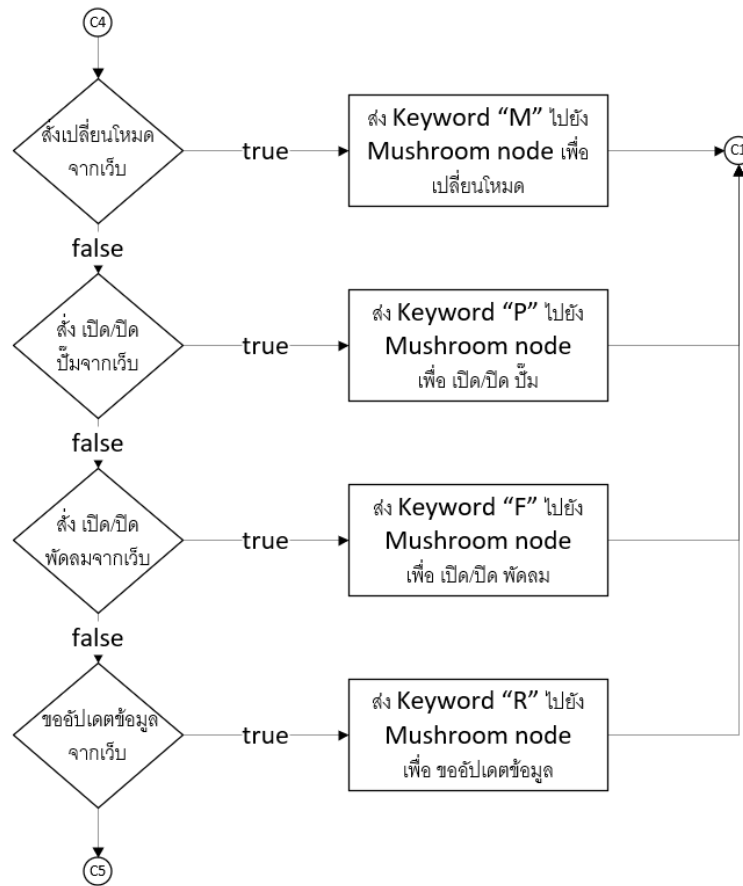 C4
สั่งเปลี่ยนโหมด
จากเว็บ
true
ส่ง Keyword “M” ไปยัง
Mushroom node เพื่อ
เปลี่ยนโหมด
C1
false
สั่ง เปิด/ปิด
ปั๊มจากเว็บ
true
ส่ง Keyword “P” ไปยัง
Mushroom node
เพื่อ เปิด/ปิด ปั๊ม
false
สั่ง เปิด/ปิด
พัดลมจากเว็บ
true
ส่ง Keyword “F” ไปยัง
Mushroom node
เพื่อ เปิด/ปิด พัดลม
false
ขออัปเดตข้อมูล
จากเว็บ
true
ส่ง Keyword “R” ไปยัง
Mushroom node
เพื่อ ขออัปเดตข้อมูล
C5